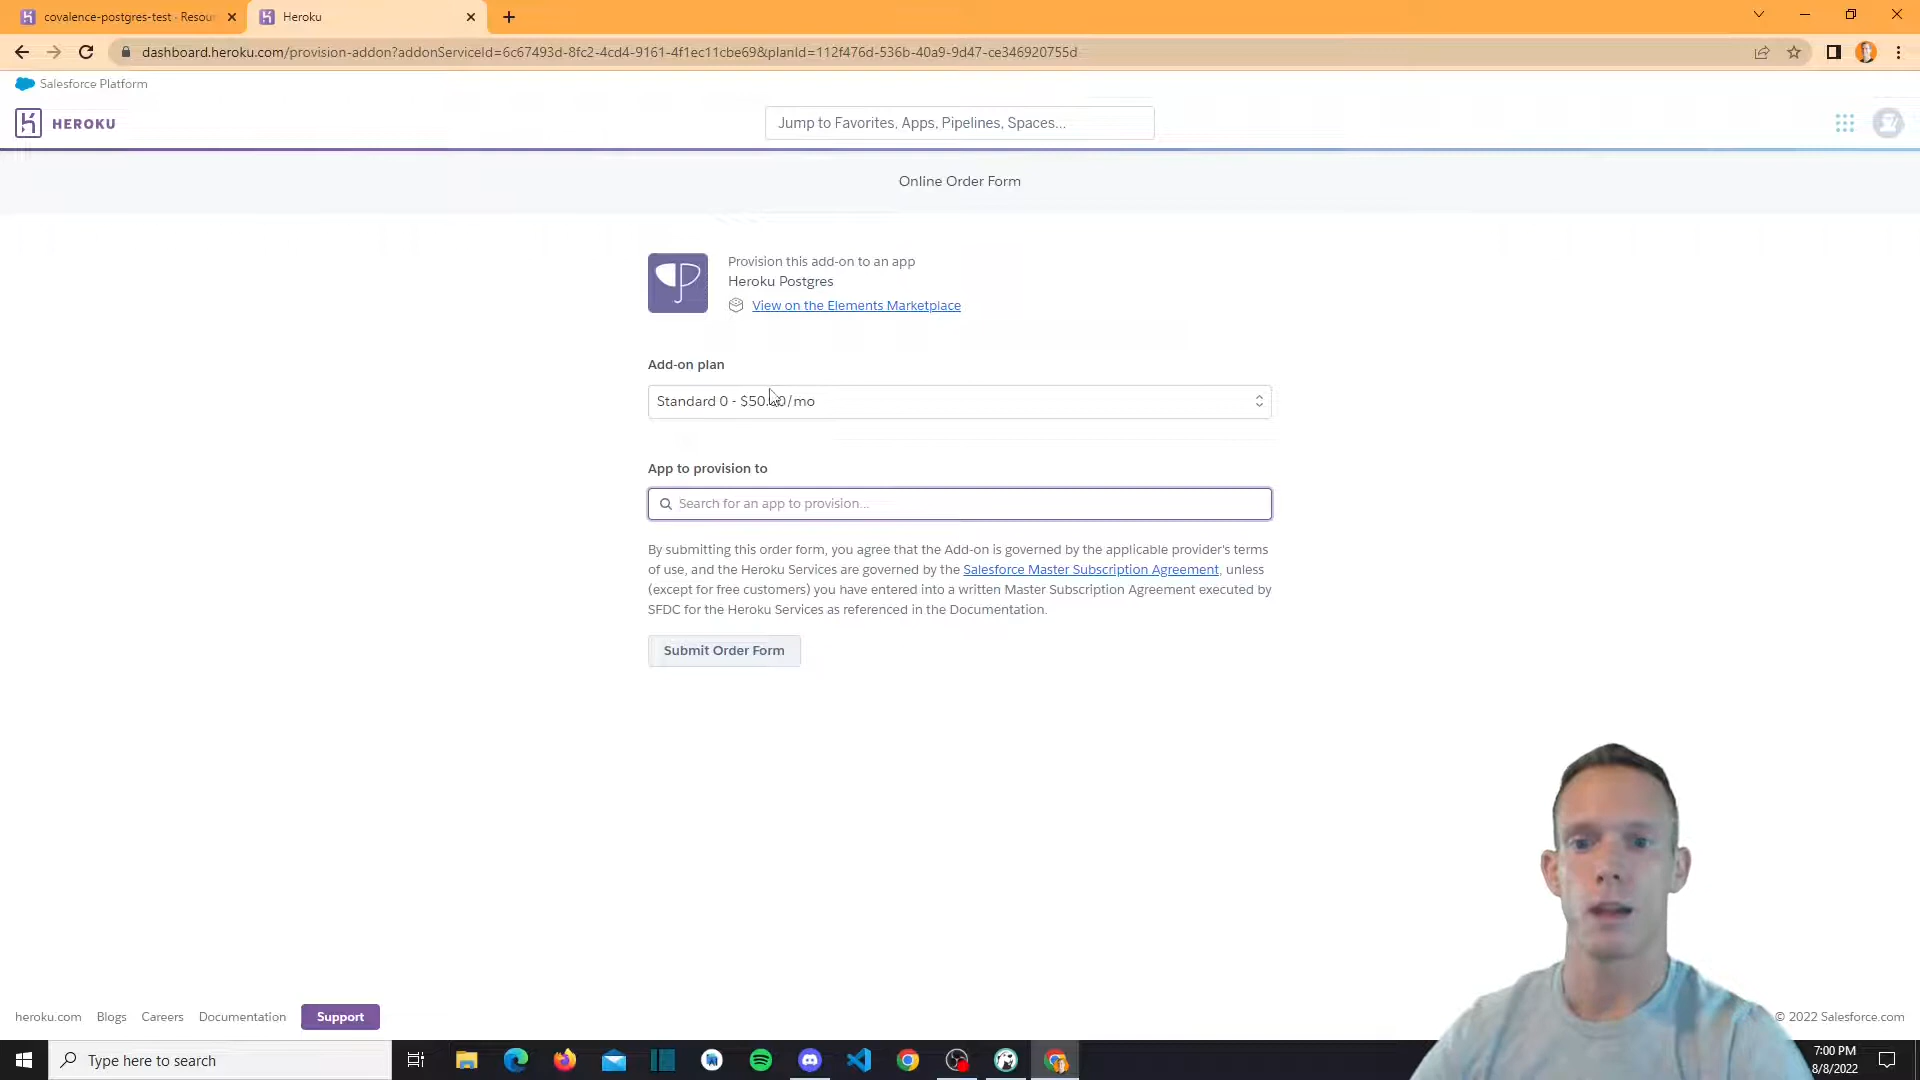 covalence-postgres-test · Resou
Heroku
dashboard.heroku.com/provision-addon?addonServiceId=6c67493d-8fc2-4cd4-9161-4f1ec11cbe69&planId=112f476d-536b-40a9-9d47-ce346920755d
Salesforce Platform
HEROKU
Jump to Favorites, Apps, Pipelines, Spaces...
Online Order Form
Provision this add-on to an app
Heroku Postgres
View on the Elements Marketplace
Add-on plan
Standard 0 - $50.00/mo
App to provision to
Search for an app to provision...
By submitting this order form, you agree that the Add-on is governed by the applicable provider's terms
of use, and the Heroku Services are governed by the Salesforce Master Subscription Agreement, unless
(except for free customers) you have entered into a written Master Subscription Agreement executed by
SFDC for the Heroku Services as referenced in the Documentation.
Submit Order Form
heroku.com Blogs Careers Documentation Support
© 2022 Salesforce.com
Type here to search
7:00 PM
8/8/2022